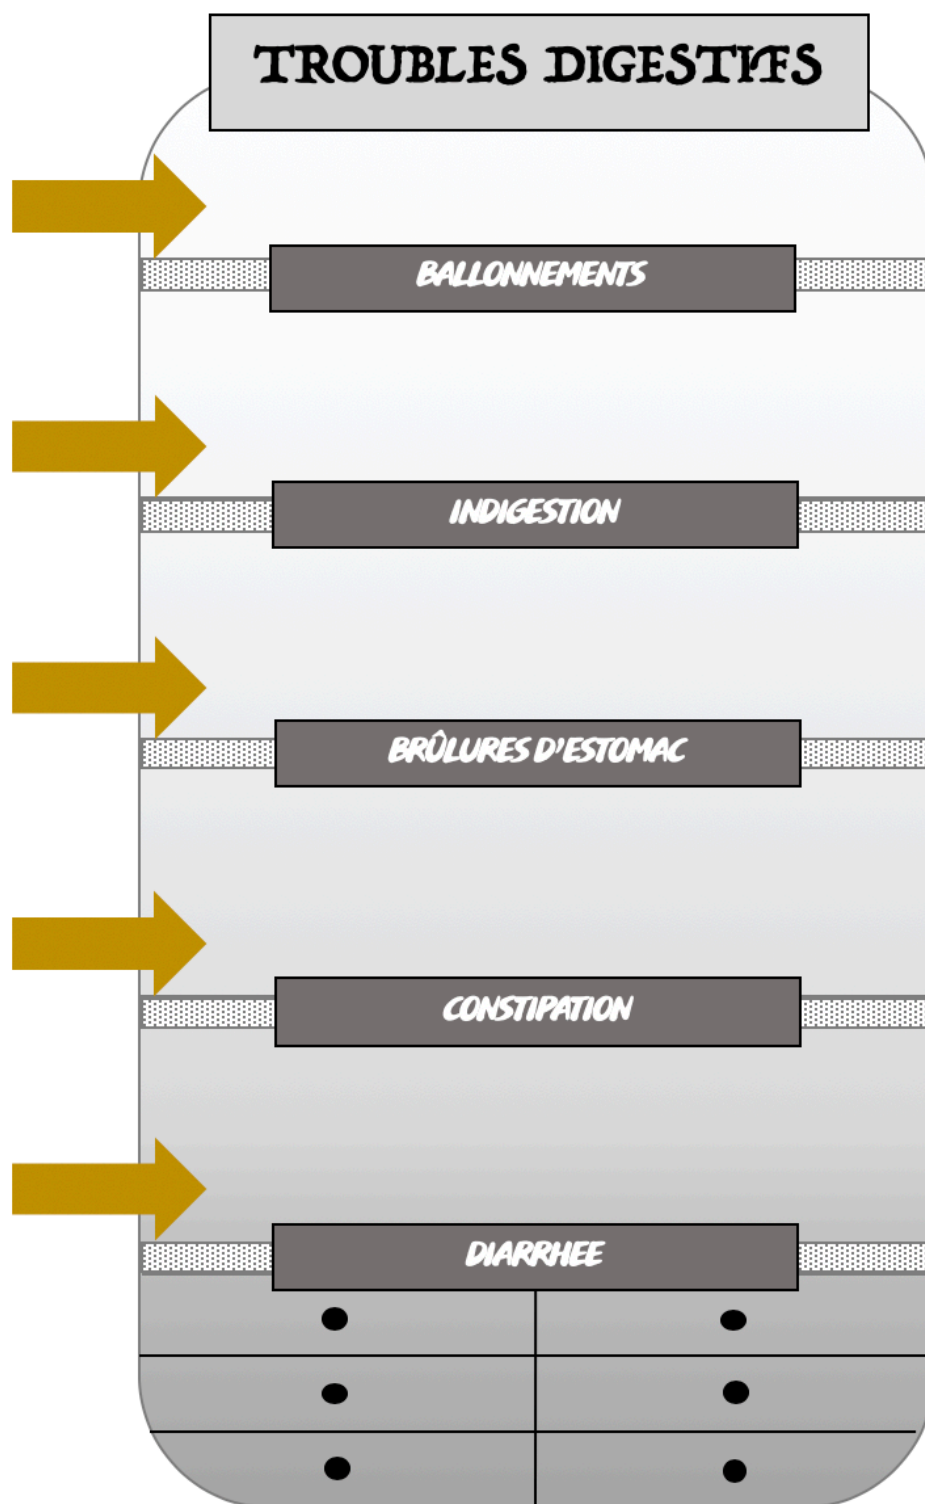 TROUBLES DIGESTIFS
BALLONNEMENTS
INDIGESTION
BRÛLURES D'ESTOMAC
CONSTIPATION
DIARRHEE